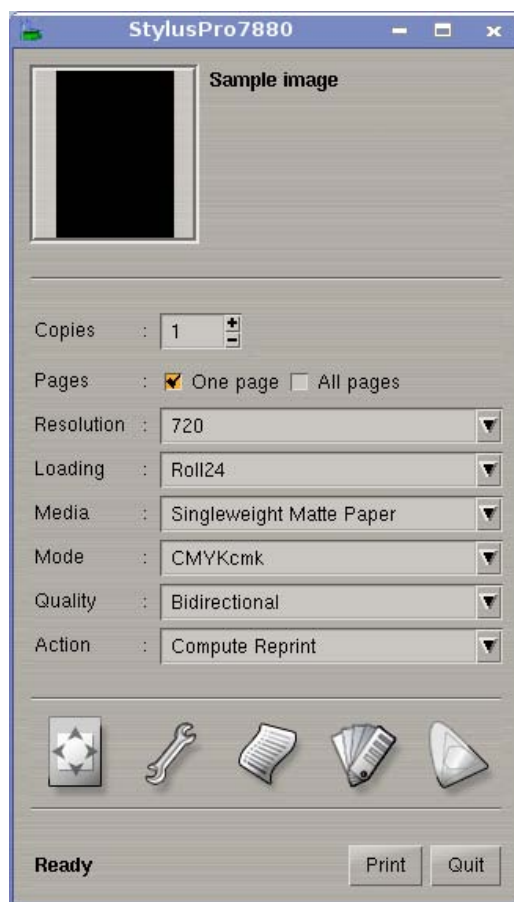 StylusPro7880
Sample image
Copies : 1
Pages : One page All pages
Resolution : 720
Loading : Roll24
Media : Singleweight Matte Paper
Mode : CMYKcmk
Quality : Bidirectional
Action : Compute Reprint
Ready Print Quit